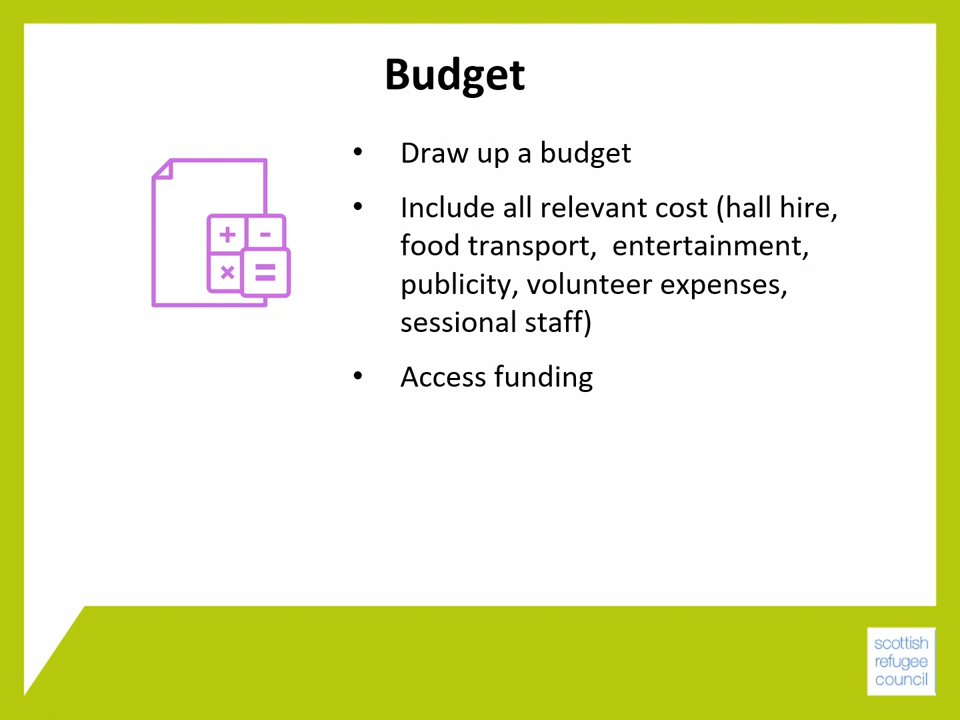 Budget
• Draw up a budget
• Include all relevant cost (hall hire,
food transport,  entertainment,
publicity, volunteer expenses,
sessional staff)
• Access funding
+ -
× =
scottish
refugee
council